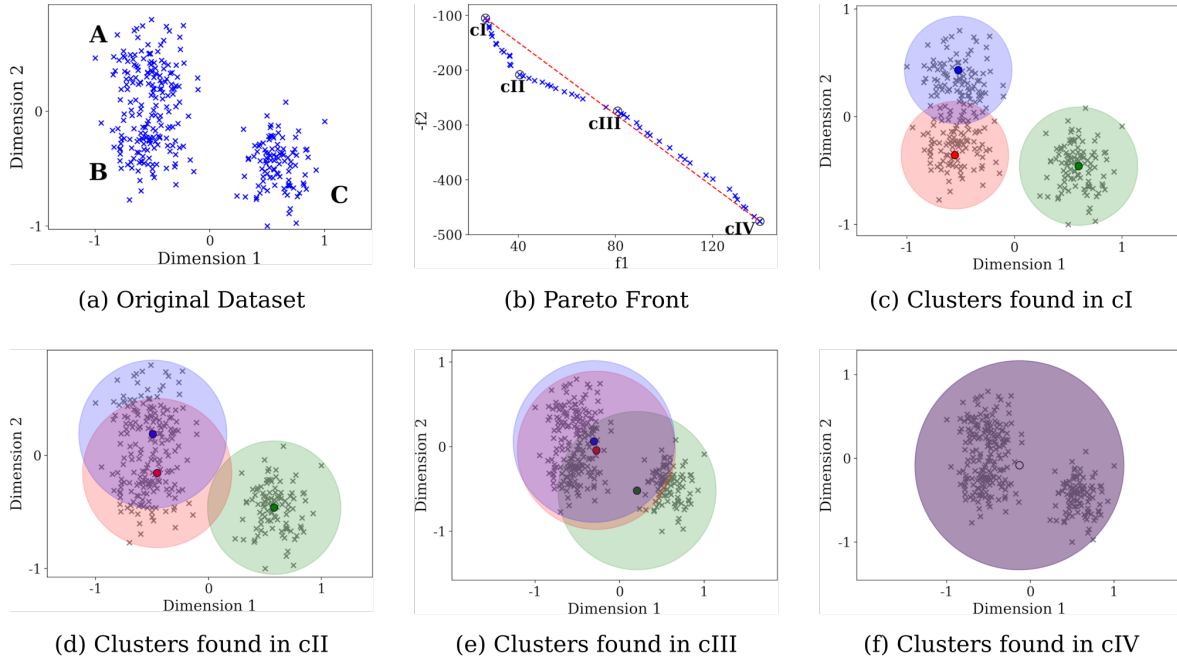 A
B
C
Dimension 2
0
-1
-1
0
1
Dimension 1
(a) Original Dataset
-100
-200
-300
-400
-500
-f2
cI
cII
cIII
cIV
40
80
120
f1
(b) Pareto Front
1
0
-1
Dimension 2
-1
0
1
Dimension 1
(c) Clusters found in cI
1
0
-1
Dimension 2
-1
0
1
Dimension 1
(d) Clusters found in cII
1
0
-1
Dimension 2
-1
0
1
Dimension 1
(e) Clusters found in cIII
1
0
-1
Dimension 2
-1
0
1
Dimension 1
(f) Clusters found in cIV